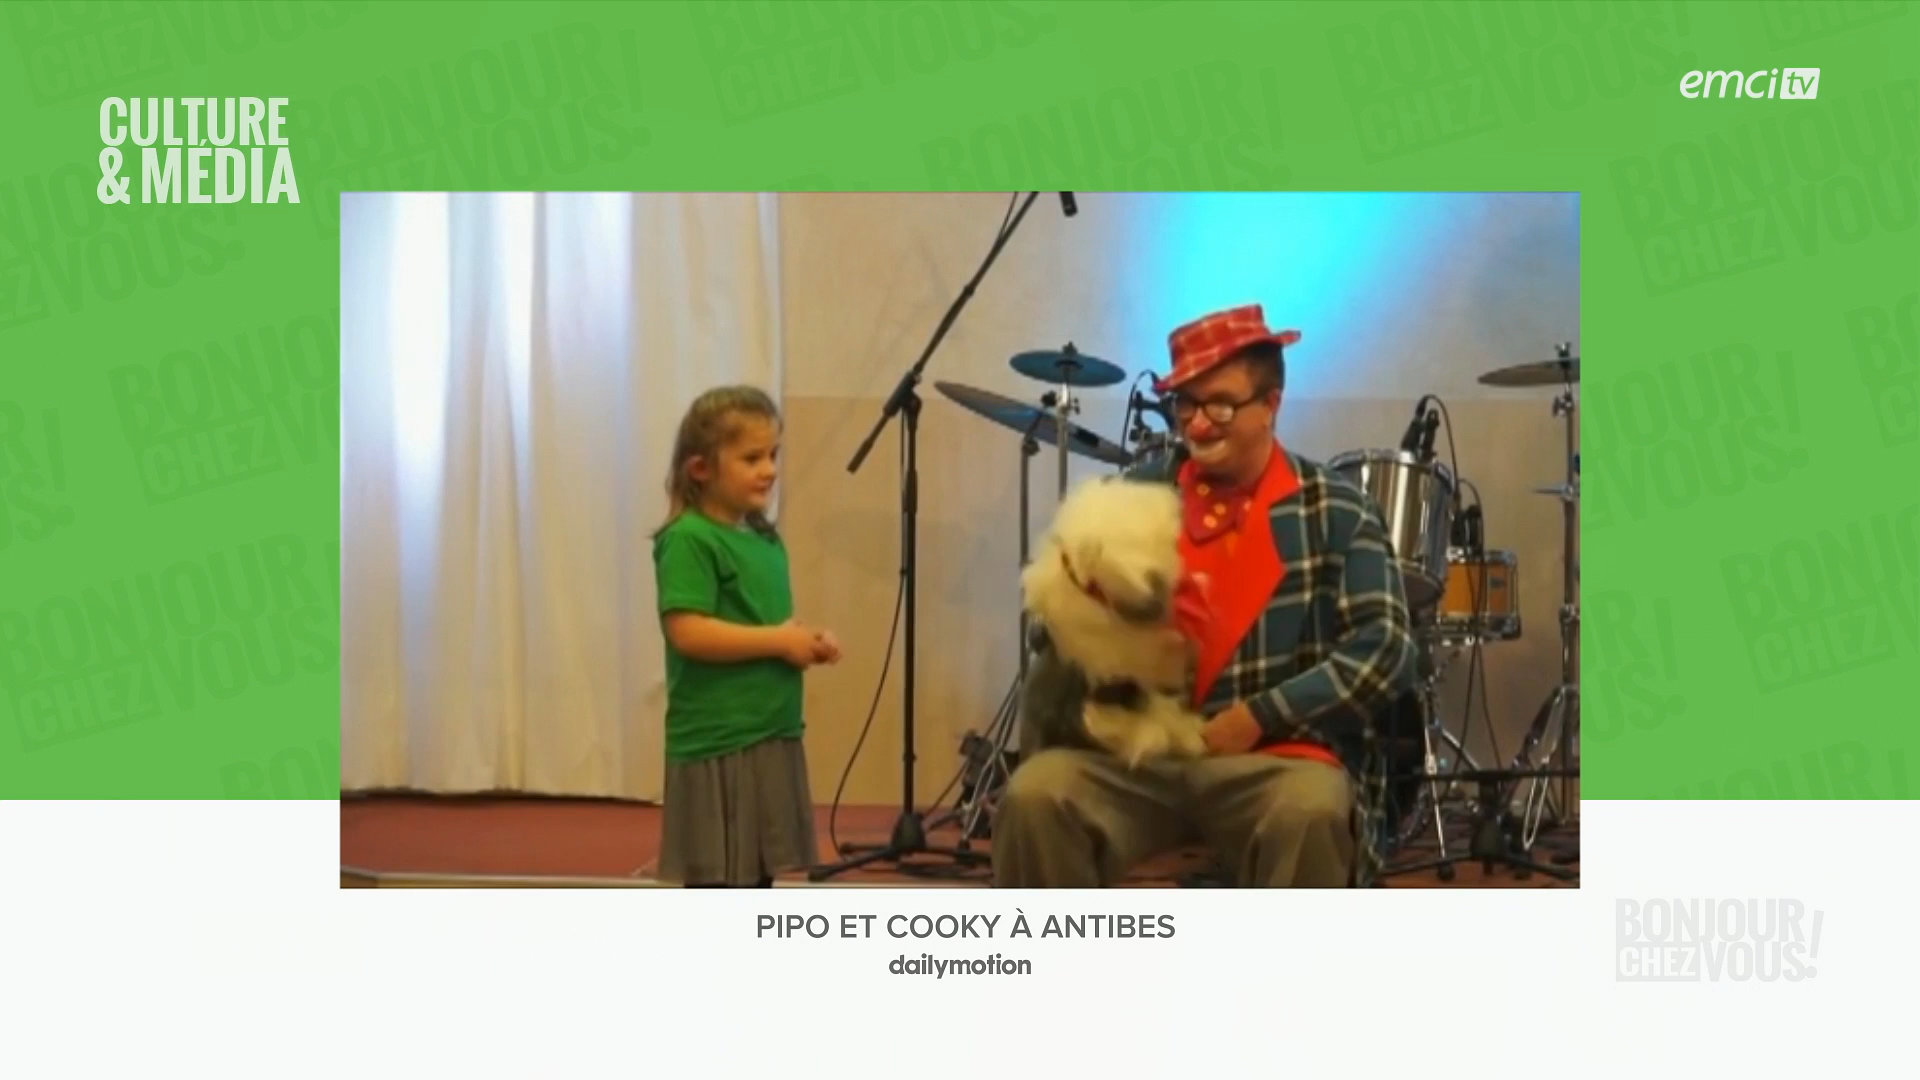 CULTURE
& MÉDIA
emci tv
PIPO ET COOKY À ANTIBES
dailymotion
BONJOUR
CHEZ VOUS!